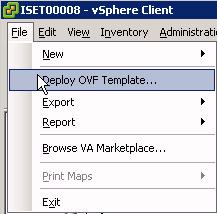 ISET00008 - vSphere Client
File Edit View Inventory Administrat
New
Deploy OVF Template...
Export
Report
Browse VA Marketplace...
Print Maps
Exit